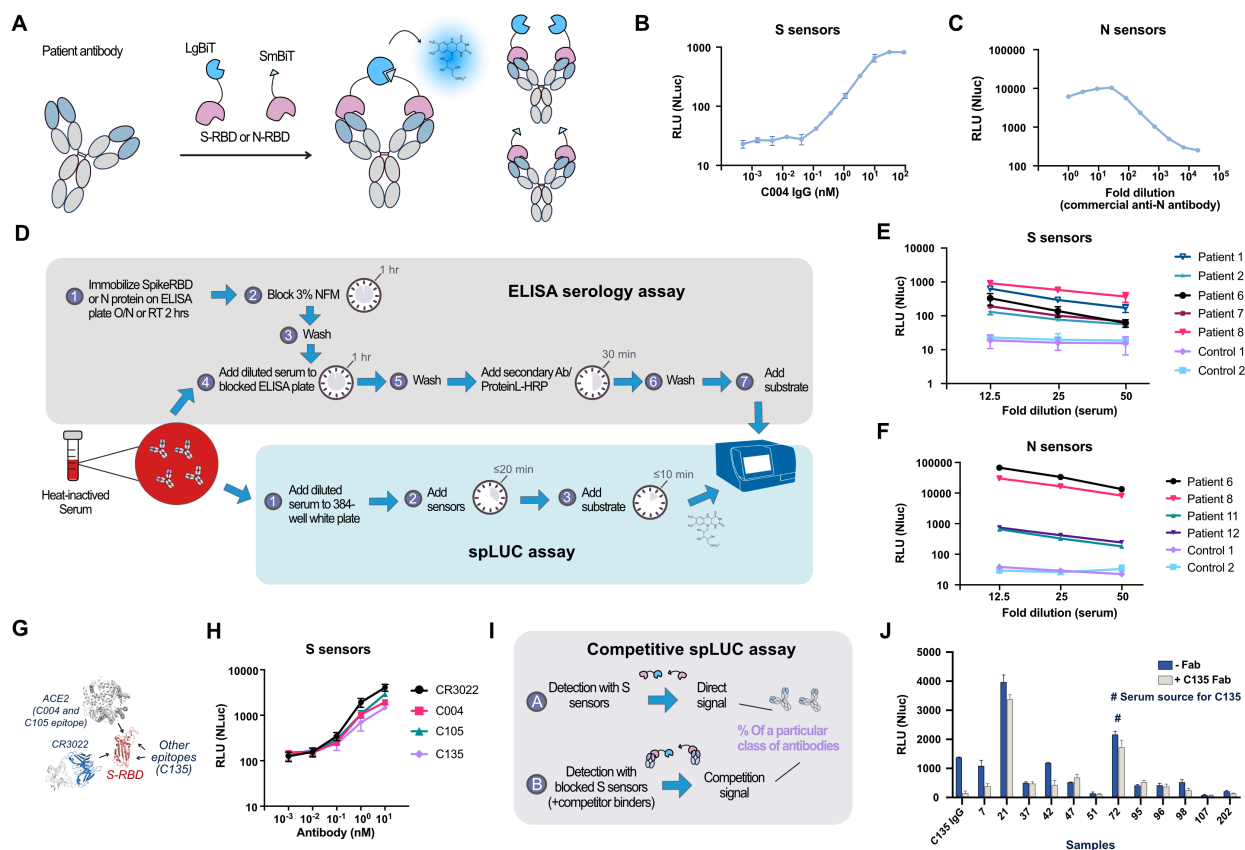 A
Patient antibody
LgBiT
SmBiT
S-RBD or N-RBD
B
S sensors
RLU (NLuc)
1000
100
10
10-3
10-2
10-1
100
101
102
C004 IgG (nM)
C
N sensors
RLU (NLuc)
100000
10000
1000
100
100
101
102
103
104
105
Fold dilution
(commercial anti-N antibody)
D
1 Immobilize SpikeRBD
or N protein on ELISA
plate O/N or RT 2 hrs
2 Block 3% NFM
1 hr
ELISA serology assay
3 Wash
4 Add diluted serum to
blocked ELISA plate
1 hr
5 Wash
Add secondary Ab/
ProteinL-HRP
30 min
6 Wash
7 Add
substrate
Heat-inactived
Serum
1 Add diluted
serum to 384-
well white plate
2 Add
sensors
≤20 min
3 Add
substrate
≤10 min
spLUC assay
E
S sensors
RLU (Nluc)
10000
1000
100
10
1
12.5
25
50
Fold dilution (serum)
Patient 1
Patient 2
Patient 6
Patient 7
Patient 8
Control 1
Control 2
F
N sensors
RLU (Nluc)
100000
10000
1000
100
10
12.5
25
50
Fold dilution (serum)
Patient 6
Patient 8
Patient 11
Patient 12
Control 1
Control 2
G
ACE2
(C004 and
C105 epitope)
CR3022
S-RBD
Other
epitopes
(C135)
H
S sensors
RLU (NLuc)
10000
1000
100
10
10-3
10-2
10-1
100
101
Antibody (nM)
CR3022
C004
C105
C135
I
Competitive spLUC assay
A Detection with S
sensors
Direct
signal
% Of a particular
class of antibodies
B Detection with
blocked S sensors
(+competitor binders)
Competition
signal
J
RLU (Nluc)
5000
4000
3000
2000
1000
0
- Fab
+ C135 Fab
# Serum source for C135
#
C135 IgG
7
21
37
42
47
51
72
95
96
98
107
202
Samples